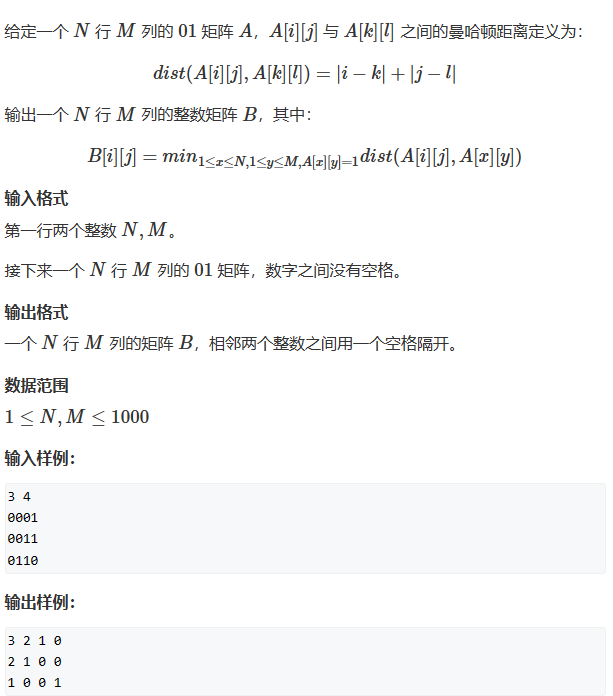 给定一个 N 行 M 列的 01 矩阵 A，A[i][j] 与 A[k][l] 之间的曼哈顿距离定义为：
dist(A[i][j], A[k][l]) = |i − k| + |j − l|
输出一个 N 行 M 列的整数矩阵 B，其中：
B[i][j] = min_{1≤x≤N,1≤y≤M,A[x][y]=1} dist(A[i][j], A[x][y])
输入格式
第一行两个整数 N, M。
接下来一个 N 行 M 列的 01 矩阵，数字之间没有空格。
输出格式
一个 N 行 M 列的矩阵 B，相邻两个整数之间用一个空格隔开。
数据范围
1 ≤ N, M ≤ 1000
输入样例：
3 4
0001
0011
0110
输出样例：
3 2 1 0
2 1 0 0
1 0 0 1